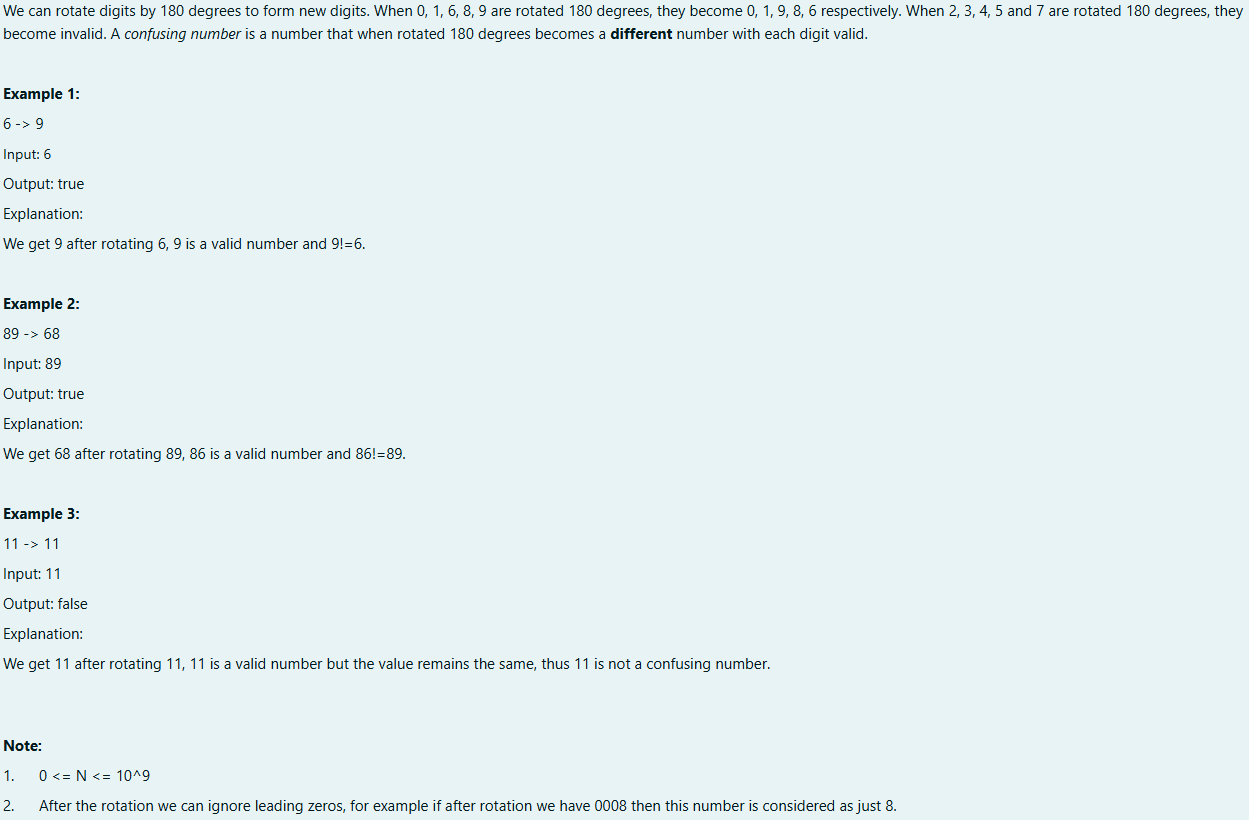 We can rotate digits by 180 degrees to form new digits. When 0, 1, 6, 8, 9 are rotated 180 degrees, they become 0, 1, 9, 8, 6 respectively. When 2, 3, 4, 5 and 7 are rotated 180 degrees, they
become invalid. A confusing number is a number that when rotated 180 degrees becomes a different number with each digit valid.
Example 1:
6 -> 9
Input: 6
Output: true
Explanation:
We get 9 after rotating 6, 9 is a valid number and 9!=6.
Example 2:
89 -> 68
Input: 89
Output: true
Explanation:
We get 68 after rotating 89, 86 is a valid number and 86!=89.
Example 3:
11 -> 11
Input: 11
Output: false
Explanation:
We get 11 after rotating 11, 11 is a valid number but the value remains the same, thus 11 is not a confusing number.
Note:
1. 0 <= N <= 10^9
2. After the rotation we can ignore leading zeros, for example if after rotation we have 0008 then this number is considered as just 8.